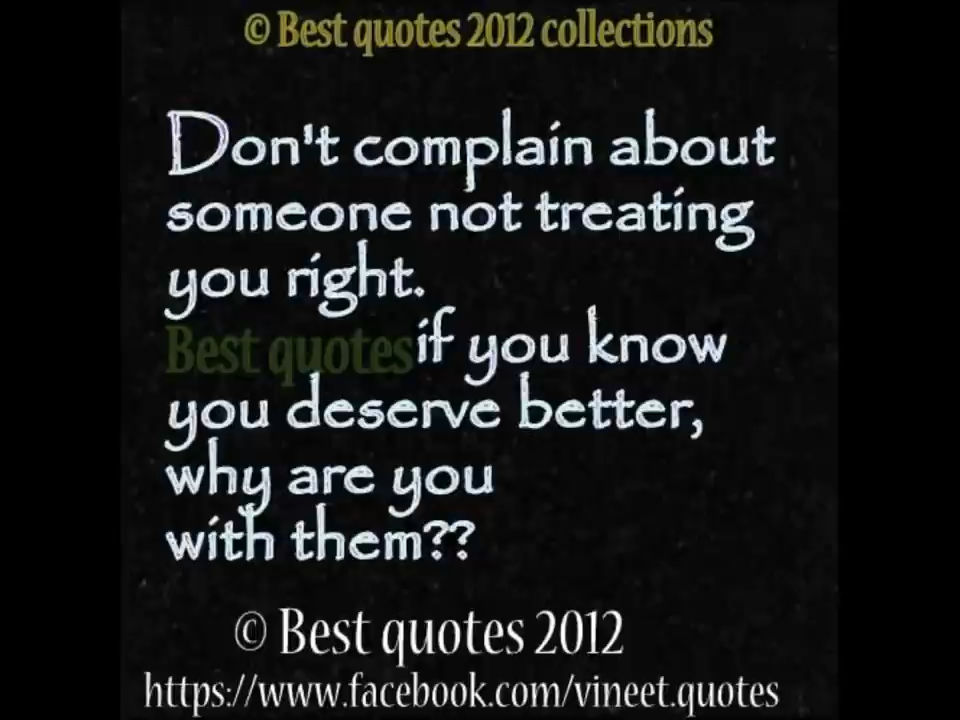 © Best quotes 2012 collections
Don't complain about
someone not treating
you right.
Best quotes if you know
you deserve better,
why are you
with them??
© Best quotes 2012
https://www.facebook.com/vineet.quotes